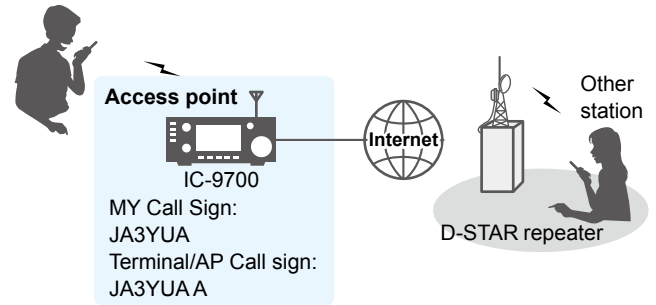 Access point
IC-9700
MY Call Sign:
JA3YUA
Terminal/AP Call sign:
JA3YUA A
Internet
Other
station
D-STAR repeater